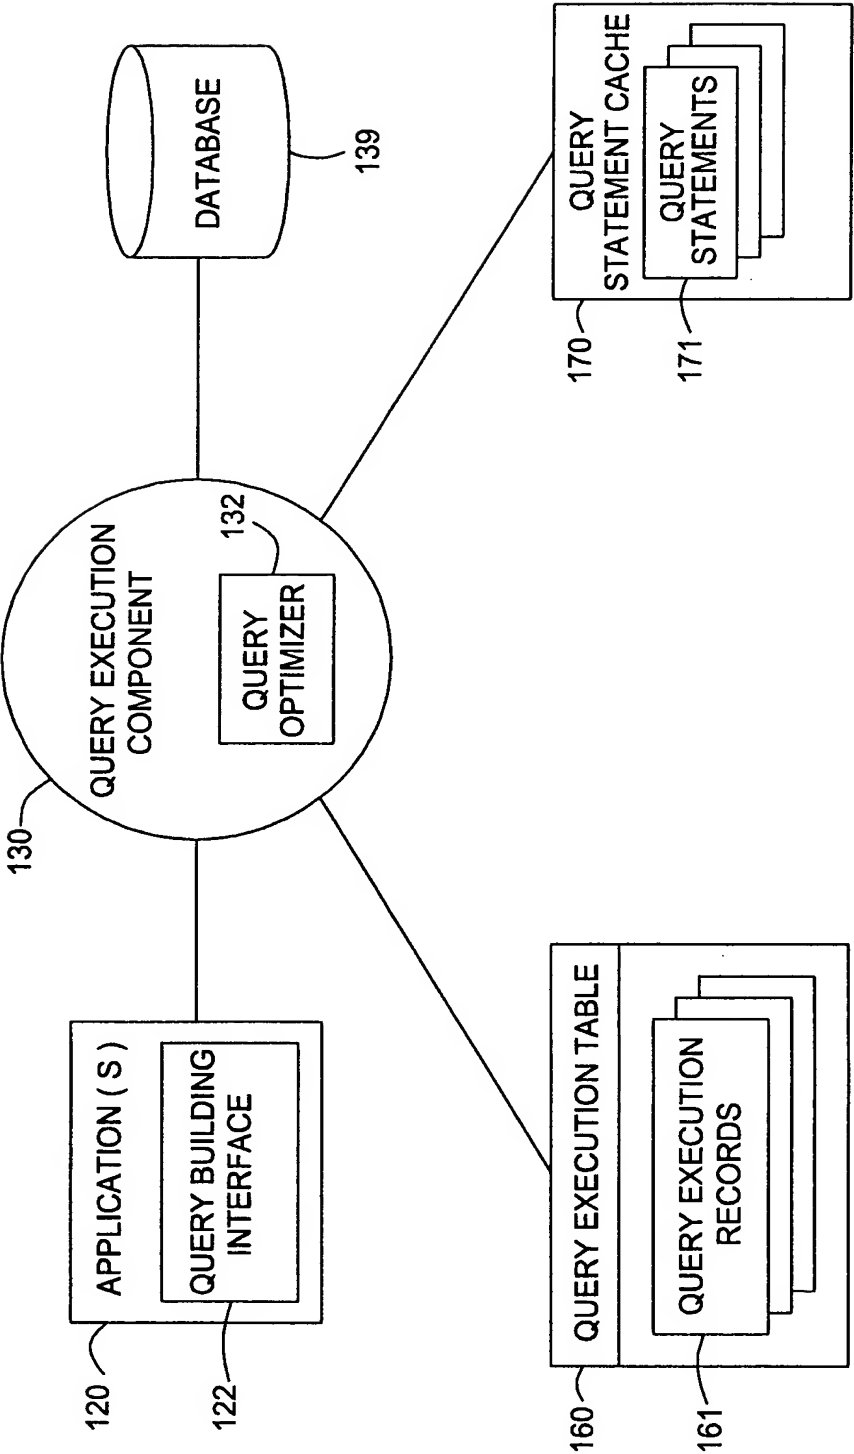 120
APPLICATION ( S )
122
QUERY BUILDING
INTERFACE
130
QUERY EXECUTION
COMPONENT
132
QUERY
OPTIMIZER
DATABASE
139
160
QUERY EXECUTION TABLE
161
QUERY EXECUTION
RECORDS
170
QUERY
STATEMENT CACHE
171
QUERY
STATEMENTS